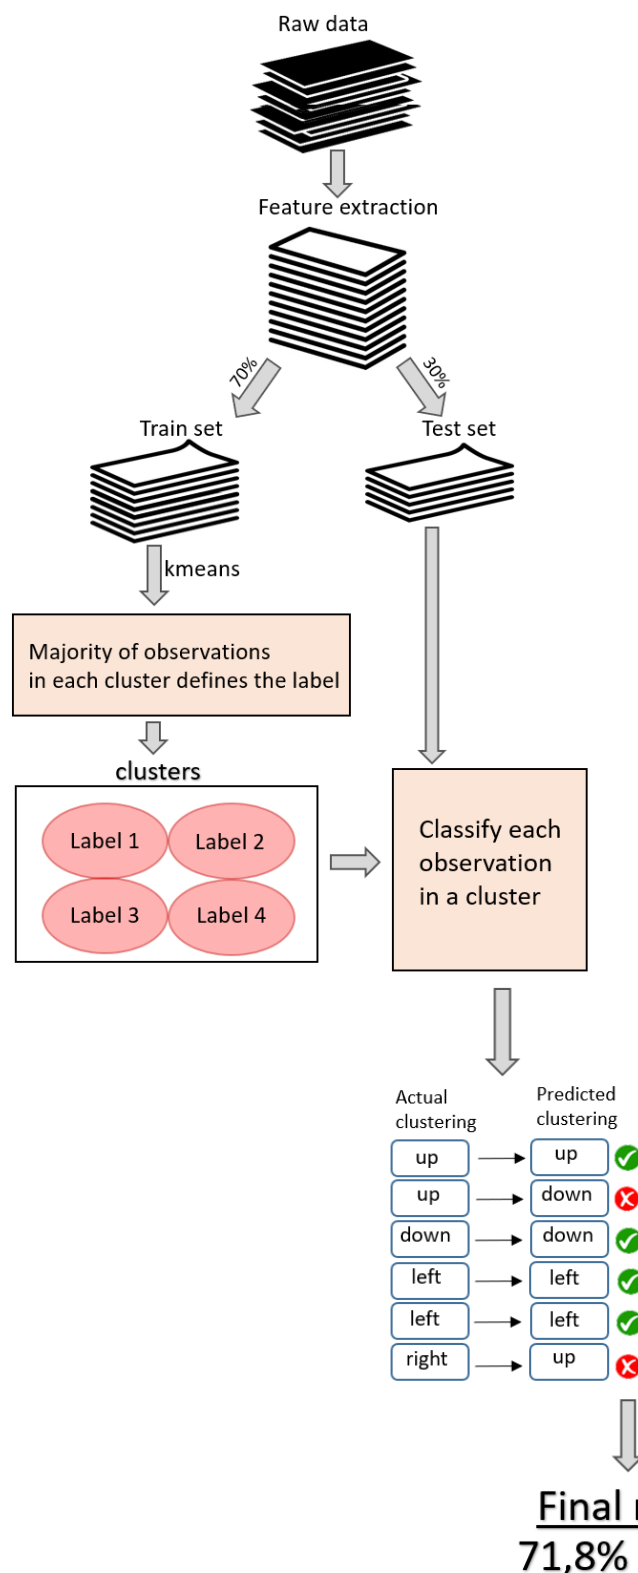 Raw data
Feature extraction
70%
30%
Train set
Test set
kmeans
Majority of observations
in each cluster defines the label
clusters
Label 1
Label 2
Label 3
Label 4
Classify each
observation
in a cluster
Actual
clustering
Predicted
clustering
up
up
up
down
down
down
left
left
left
left
right
up
Final
71,8%